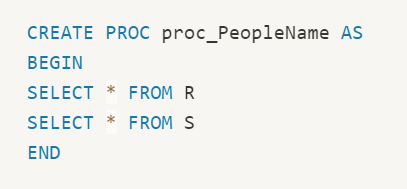 CREATE PROC proc_PeopleName AS
BEGIN
SELECT * FROM R
SELECT * FROM S
END